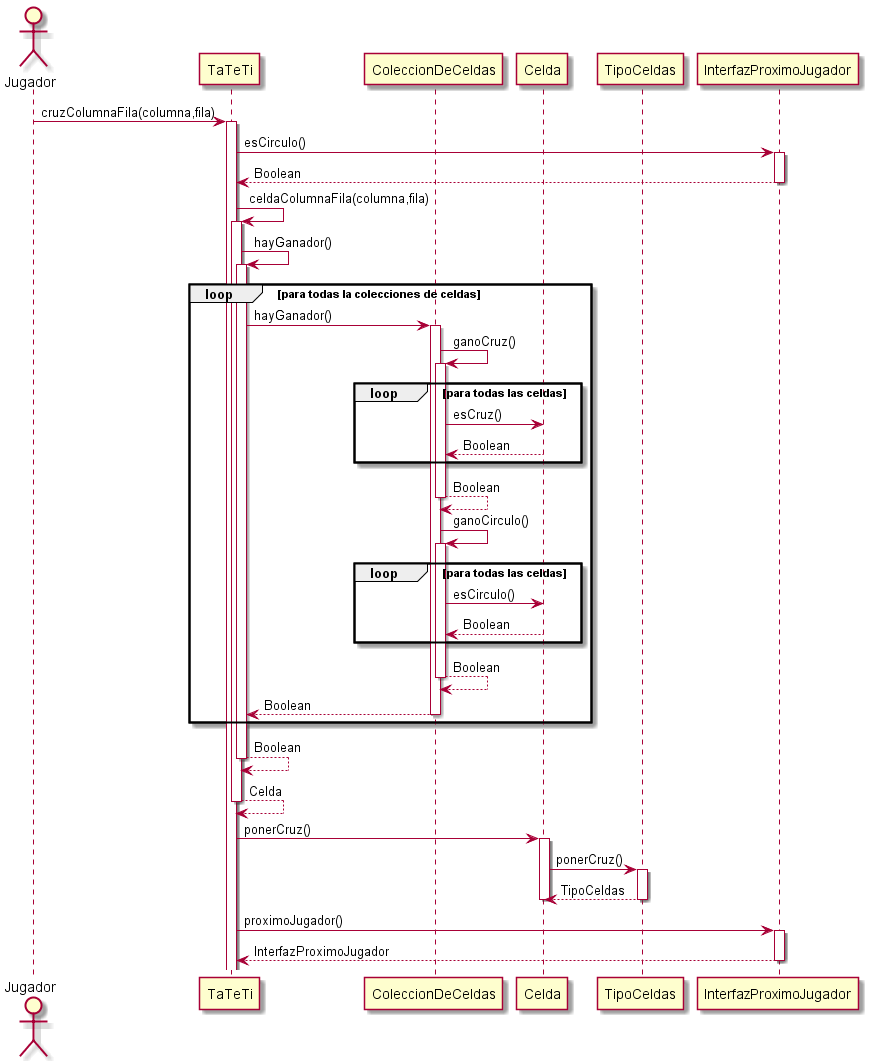 Jugador
TaTeTi
ColeccionDeCeldas
Celda
TipoCeldas
InterfazProximoJugador
cruzColumnaFila(columna,fila)
esCirculo()
Boolean
celdaColumnaFila(columna,fila)
hayGanador()
loop
[para todas la colecciones de celdas]
hayGanador()
ganoCruz()
loop
[para todas las celdas]
esCruz()
Boolean
Boolean
ganoCirculo()
loop
[para todas las celdas]
esCirculo()
Boolean
Boolean
Boolean
Boolean
Celda
ponerCruz()
ponerCruz()
TipoCeldas
proximoJugador()
InterfazProximoJugador
Jugador
TaTeTi
ColeccionDeCeldas
Celda
TipoCeldas
InterfazProximoJugador